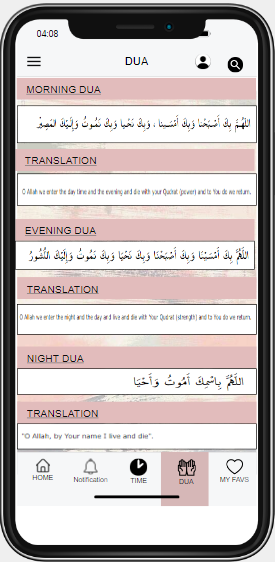 04:08
DUA
MORNING DUA
اللهُمَّ بِكَ أَصْبَحْنَا وَبِكَ أَمْسَيْنا ، وَبِكَ نَحْيا وَبِكَ نَمُوتُ وَإِلَيْكَ المَصِيْر
TRANSLATION
O Allah we enter the day time and the evening and die with your Qudrat (power) and to You do we return.
EVENING DUA
اللَّهُمَّ بِكَ أَمْسَيْنَا وَبِكَ أَصْبَحْنَا وَبِكَ نَحْيَا وَبِكَ نَمُوتُ وَإِلَيْكَ النُّشُورُ
TRANSLATION
O Allah we enter the night and the day and live and die with Your Qudrat (strength) and to You do we return.
NIGHT DUA
اللَّهُمَّ بِاسْمِكَ أَمُوتُ وَأَحْيَا
TRANSLATION
"O Allah, by Your name I live and die".
HOME
Notification
TIME
DUA
MY FAVS